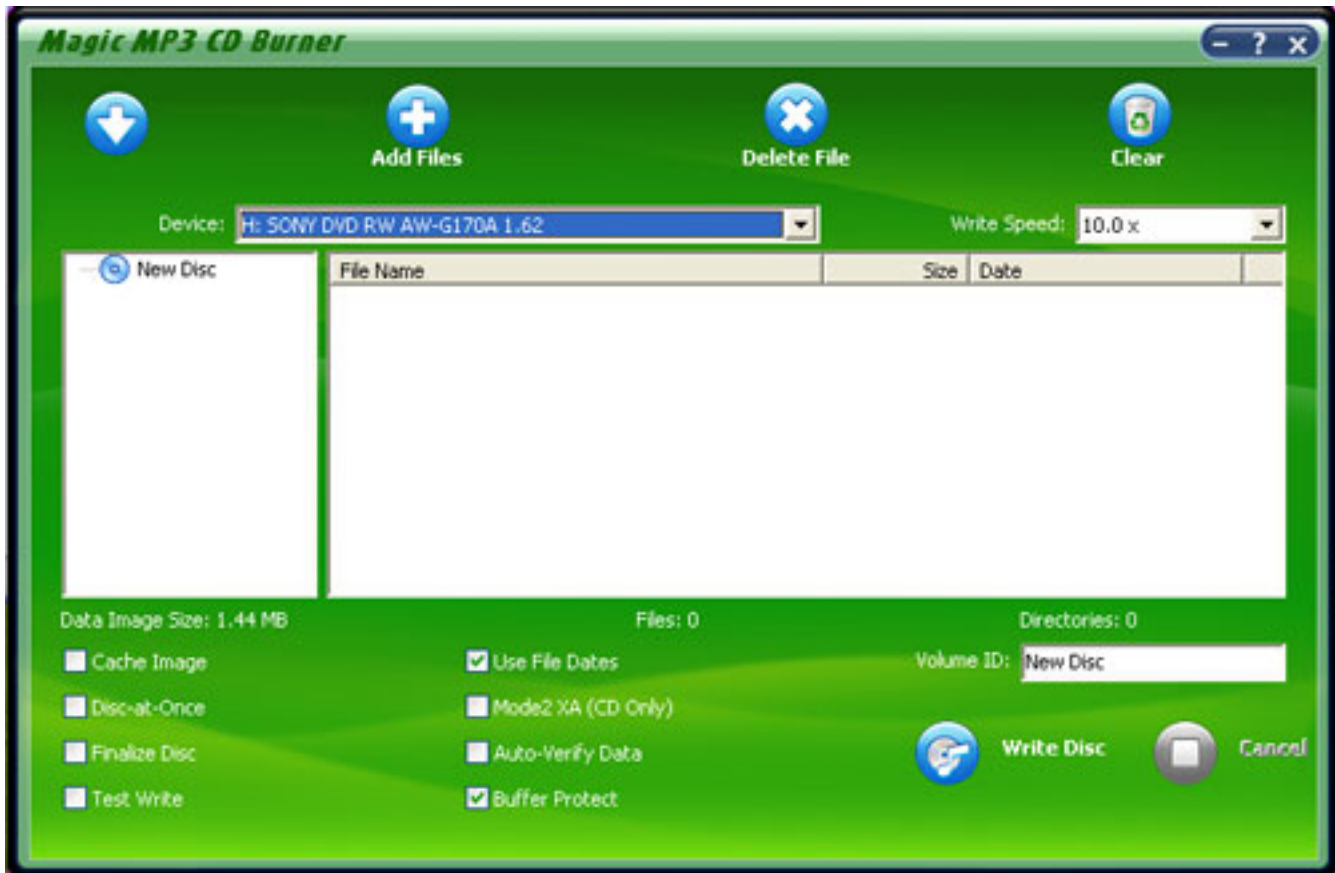 Magic MP3 CD Burner
Add Files
Delete File
Clear
Device: H: SONY DVD RW AW-G170A 1.62
Write Speed: 10.0 x
New Disc
File Name Size Date
Data Image Size: 1.44 MB Files: 0 Directories: 0
Cache Image
Use File Dates
Volume ID: New Disc
Disc-at-Once
Mode2 XA (CD Only)
Finalize Disc
Auto-Verify Data
Write Disc
Cancel
Test Write
Buffer Protect